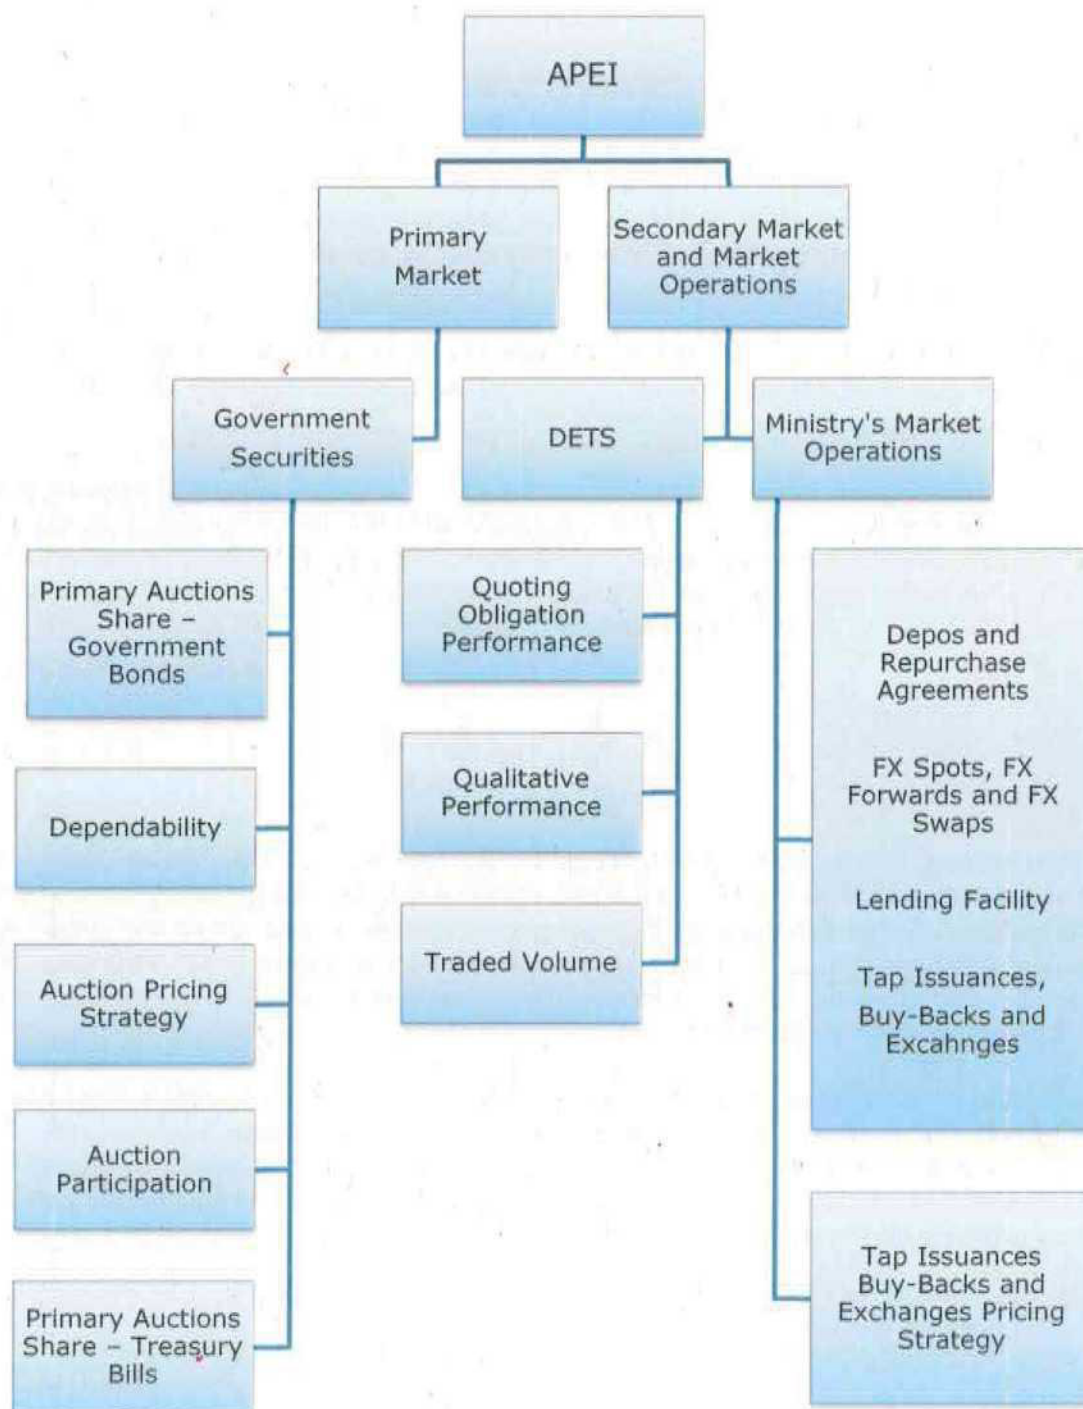 APEI
Primary
Market
Secondary Market
and Market
Operations
Government
Securities
DETS
Ministry's Market
Operations
Primary Auctions
Share –
Government
Bonds
Dependability
Auction Pricing
Strategy
Auction
Participation
Primary Auctions
Share – Treasury
Bills
Quoting
Obligation
Performance
Qualitative
Performance
Traded Volume
Depos and
Repurchase
Agreements
FX Spots, FX
Forwards and FX
Swaps
Lending Facility
Tap Issuances,
Buy-Backs and
Excahnges
Tap Issuances
Buy-Backs and
Exchanges Pricing
Strategy